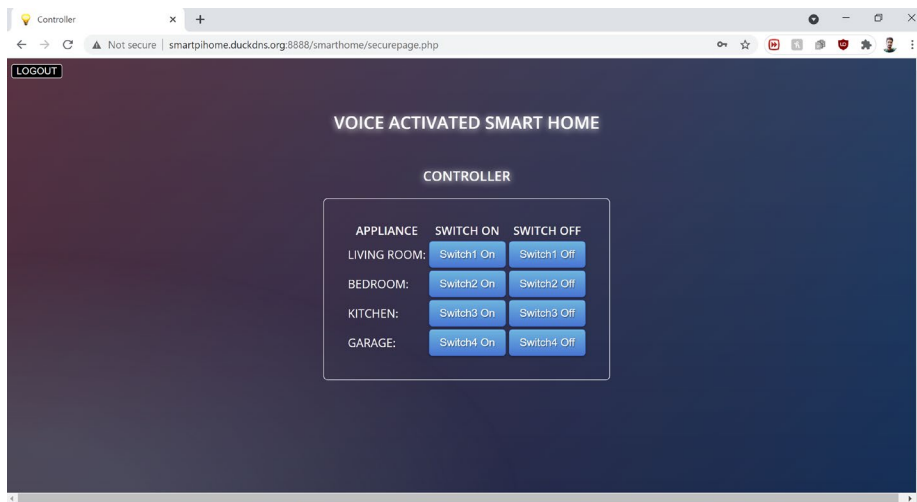 Controller
Not secure | smartpihome.duckdns.org:8888/smarthome/securepage.php
LOGOUT
VOICE ACTIVATED SMART HOME
CONTROLLER
APPLIANCE SWITCH ON SWITCH OFF
LIVING ROOM: Switch1 On Switch1 Off
BEDROOM: Switch2 On Switch2 Off
KITCHEN: Switch3 On Switch3 Off
GARAGE: Switch4 On Switch4 Off